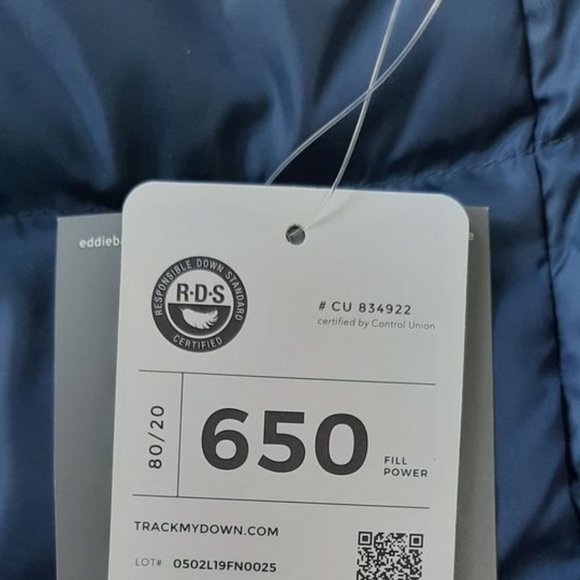 RESPONSIBLE DOWN STANDARD
R·D·S
CERTIFIED
# CU 834922
certified by Control Union
80/20
650
FILL
POWER
TRACKMYDOWN.COM
LOT# 0502L19FN0025